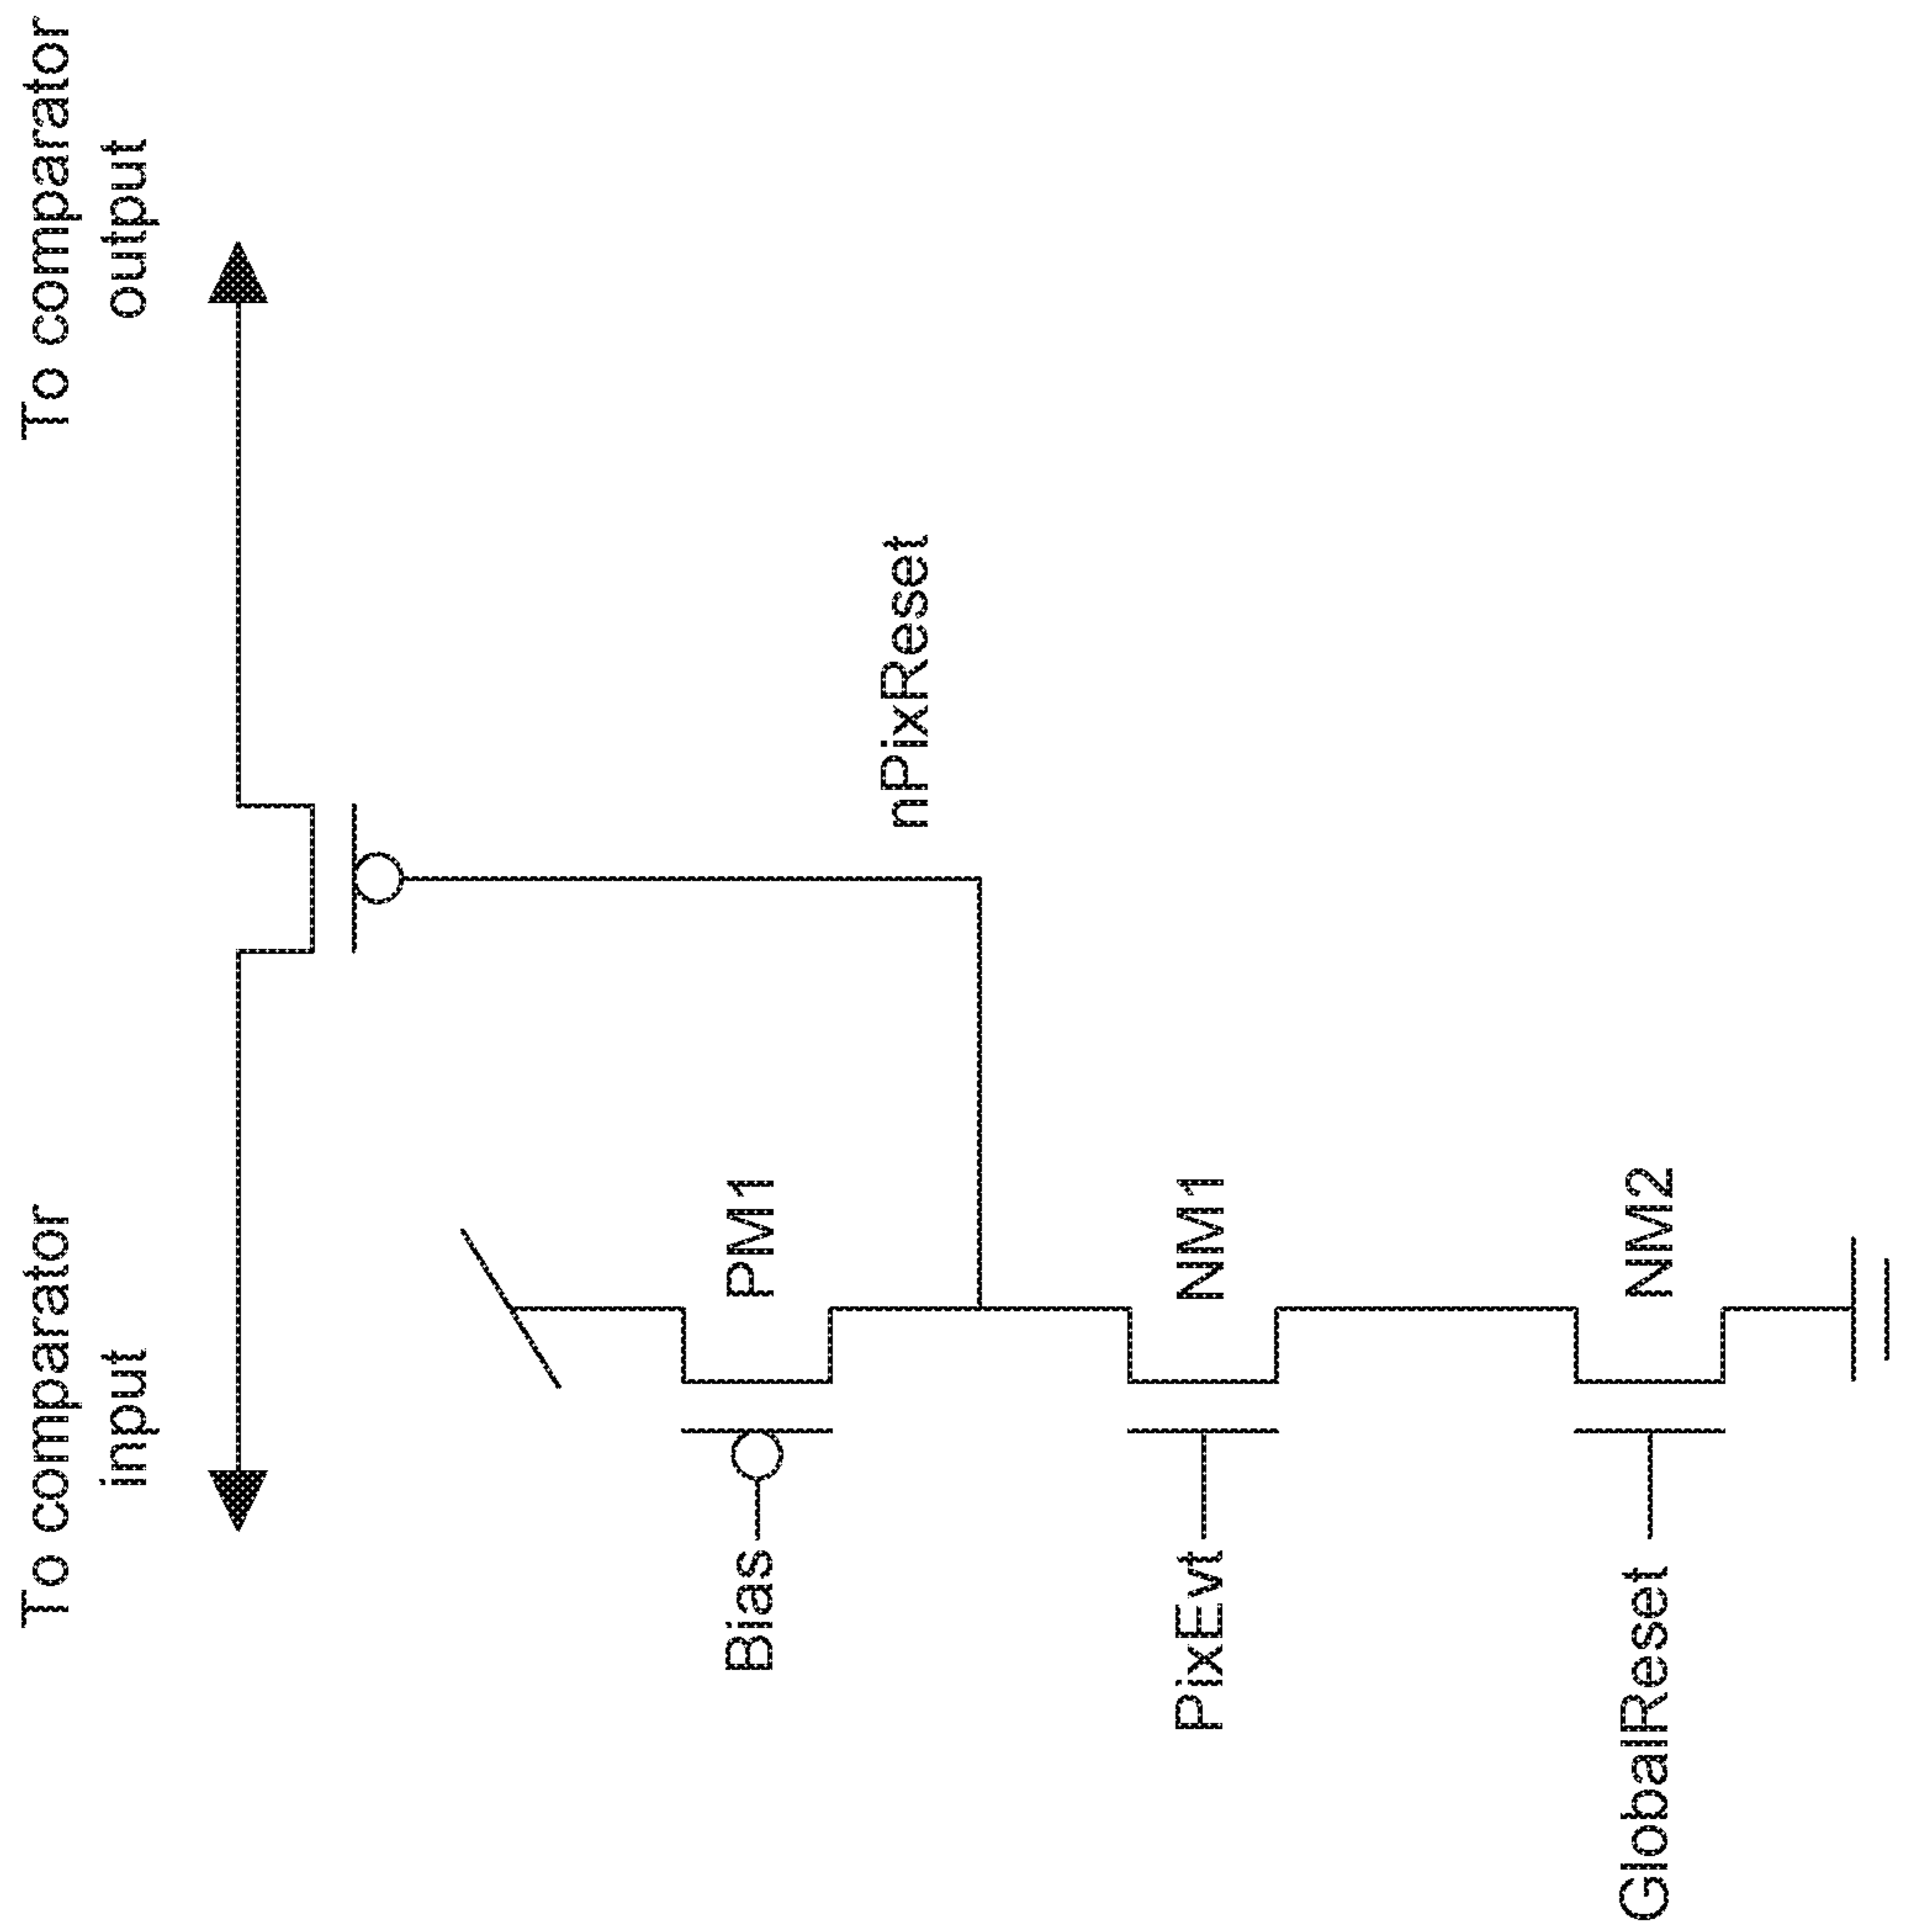 To comparator
input
To comparator
output
nPixReset
Bias
PM1
PixEvt
NM1
GlobalReset
NM2